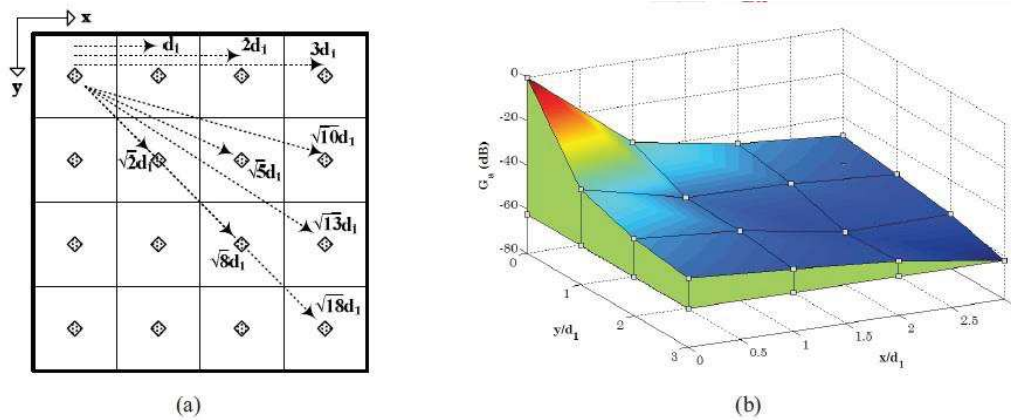 x
y
d₁
2d₁
3d₁
√10d₁
√2d₁
√5d₁
√13d₁
√8d₁
√18d₁
(a)
0
-20
-40
-60
-80
Gₐ (dB)
0
1
2
3
y/d₁
0
0.5
1
1.5
2
2.5
x/d₁
(b)